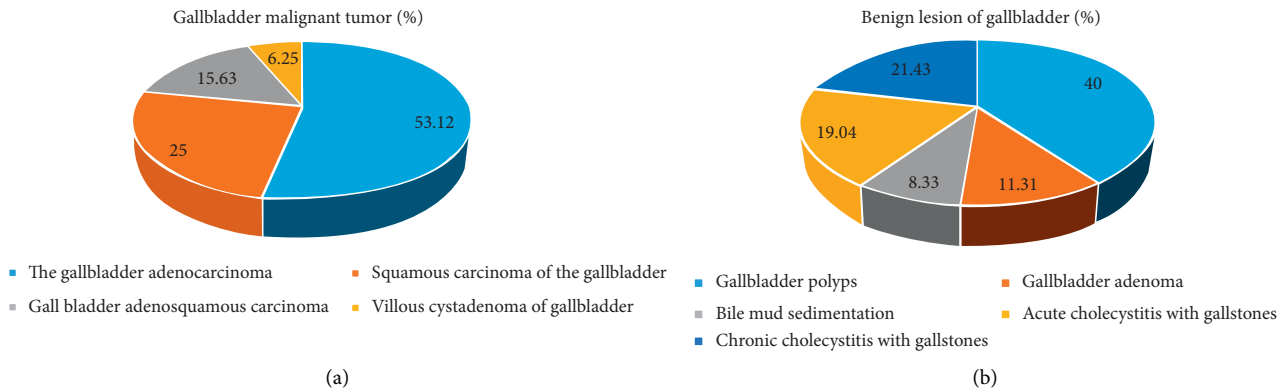 Gallbladder malignant tumor (%)
6.25
15.63
53.12
25
The gallbladder adenocarcinoma
Squamous carcinoma of the gallbladder
Gall bladder adenosquamous carcinoma
Villous cystadenoma of gallbladder
(a)
Benign lesion of gallbladder (%)
21.43
40
19.04
8.33
11.31
Gallbladder polyps
Gallbladder adenoma
Bile mud sedimentation
Acute cholecystitis with gallstones
Chronic cholecystitis with gallstones
(b)